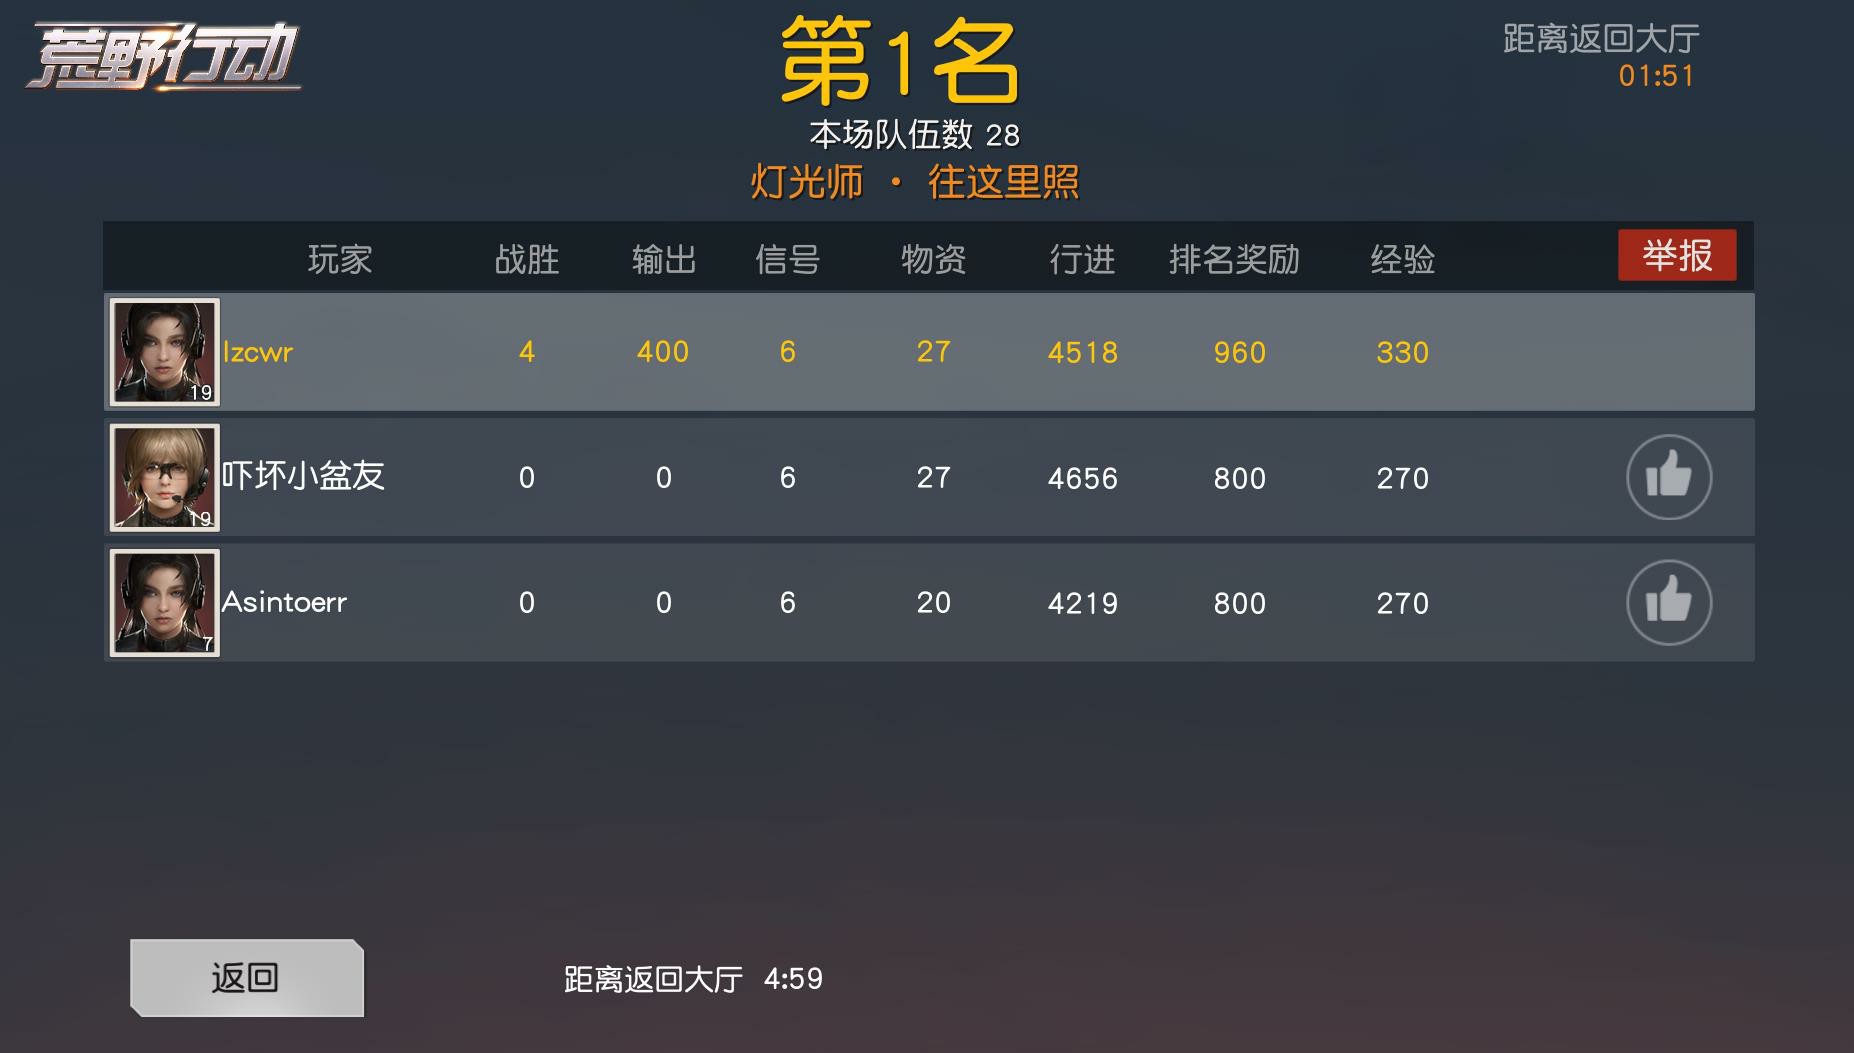 荒野行动
第1名
距离返回大厅
01:51
本场队伍数 28
灯光师 · 往这里照
玩家 战胜 输出 信号 物资 行进 排名奖励 经验 举报
lzcwr 4 400 6 27 4518 960 330
19
吓坏小盆友 0 0 6 27 4656 800 270
19
Asintoerr 0 0 6 20 4219 800 270
7
返回 距离返回大厅 4:59